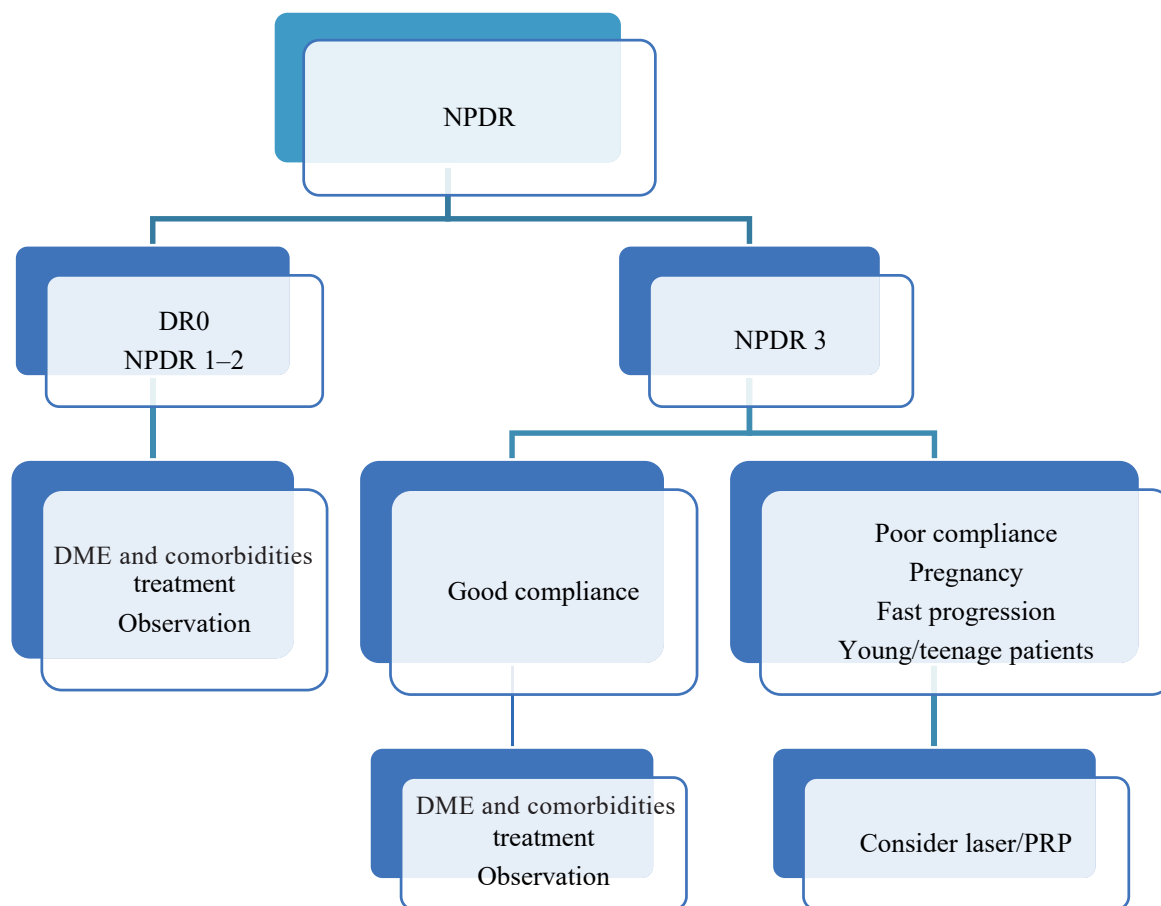 NPDR
DR0
NPDR 1–2
NPDR 3
DME and comorbidities
treatment
Observation
Good compliance
Poor compliance
Pregnancy
Fast progression
Young/teenage patients
DME and comorbidities
treatment
Observation
Consider laser/PRP